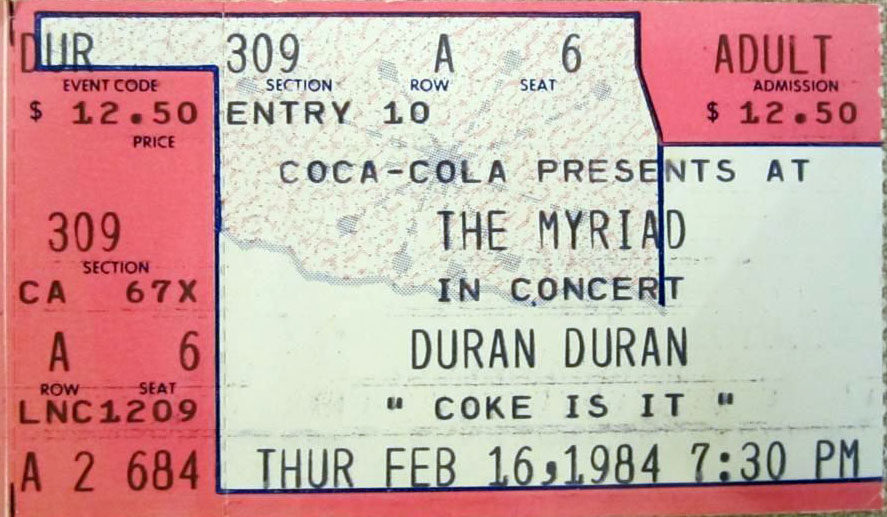 DUR 309 A 6 ADULT
EVENT CODE SECTION ROW SEAT ADMISSION
$ 12.50 ENTRY 10 $ 12.50
PRICE
COCA-COLA PRESENTS AT
309 THE MYRIAD
SECTION
CA 67X IN CONCERT
A 6 DURAN DURAN
ROW SEAT
LNC1209 " COKE IS IT "
A 2 684 THUR FEB 16,1984 7:30 PM